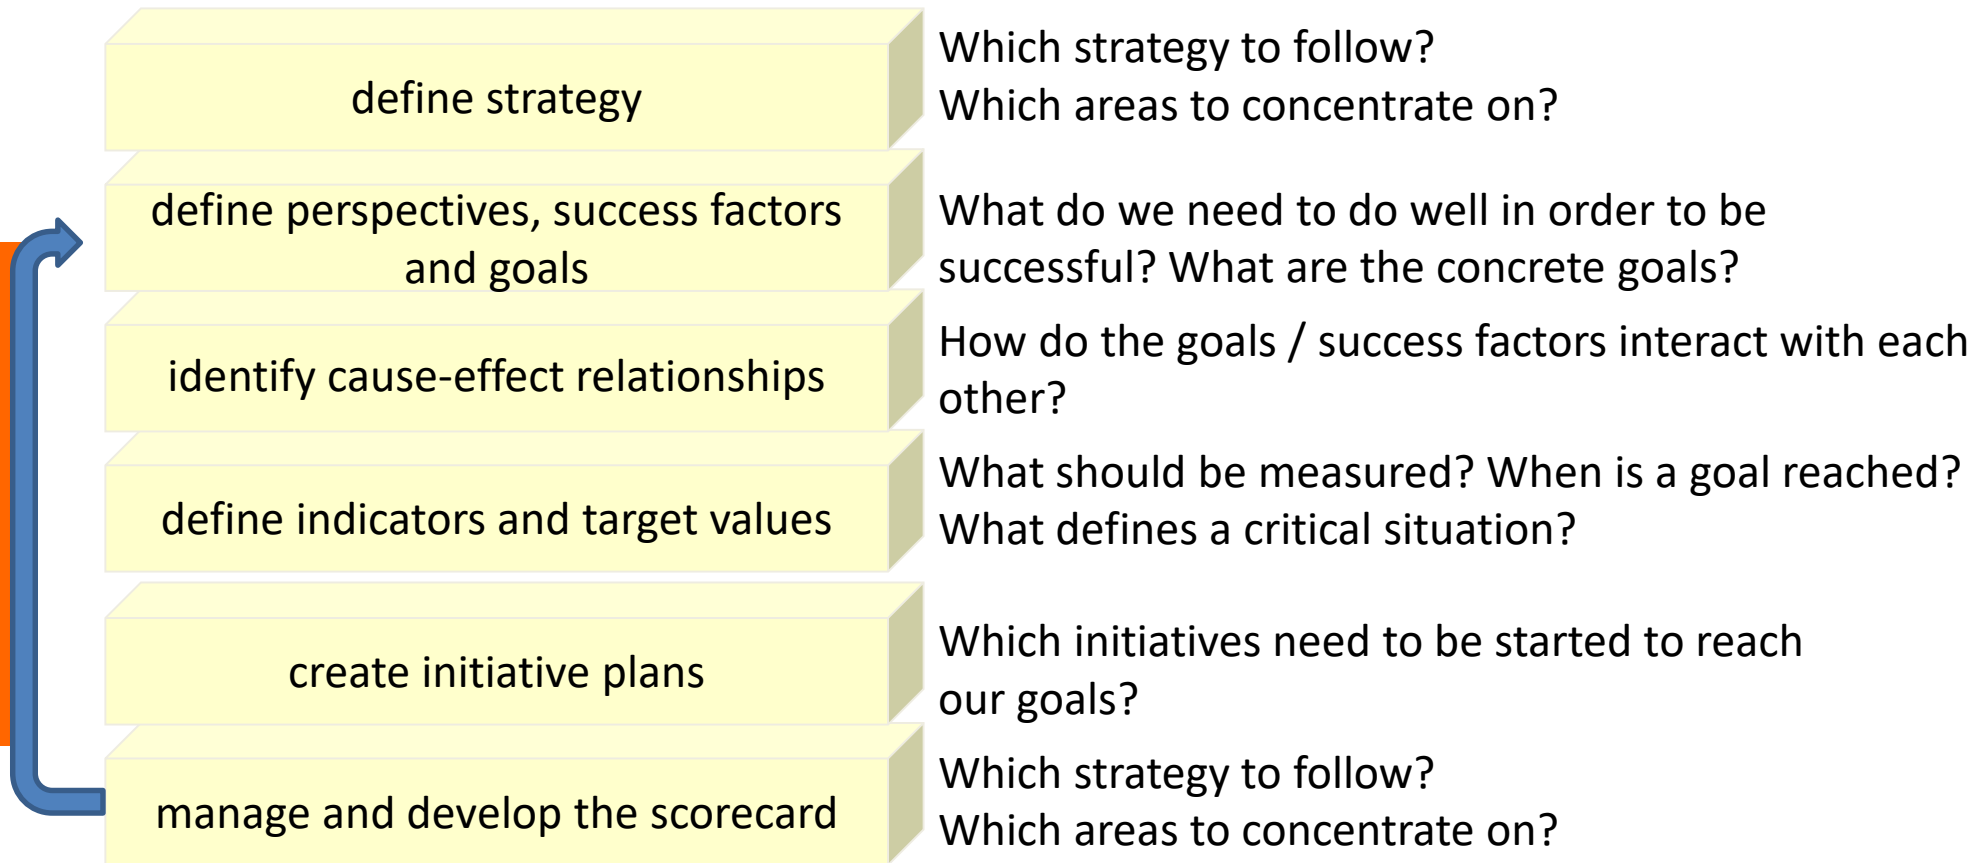 define strategy
Which strategy to follow?
Which areas to concentrate on?
define perspectives, success factors
and goals
What do we need to do well in order to be
successful? What are the concrete goals?
identify cause-effect relationships
How do the goals / success factors interact with each
other?
define indicators and target values
What should be measured? When is a goal reached?
What defines a critical situation?
create initiative plans
Which initiatives need to be started to reach
our goals?
manage and develop the scorecard
Which strategy to follow?
Which areas to concentrate on?